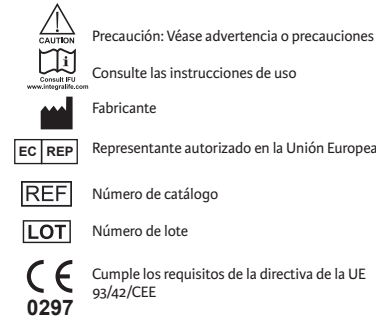 CAUTION
Precaución: Véase advertencia o precauciones
i
Consult IFU
www.integralife.com
Consulte las instrucciones de uso
Fabricante
EC REP
Representante autorizado en la Unión Europea
REF
Número de catálogo
LOT
Número de lote
CE
0297
Cumple los requisitos de la directiva de la UE
93/42/CEE